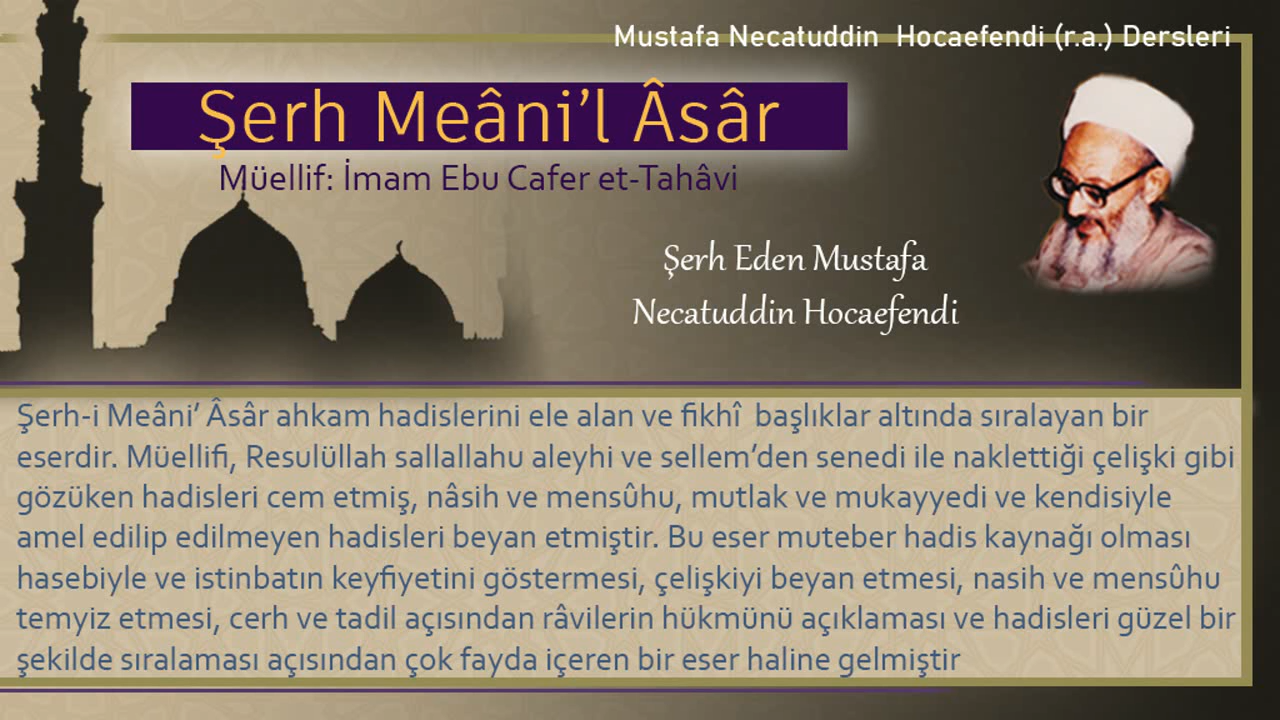 Mustafa Necatuddin Hocaefendi (r.a.) Dersleri
Şerh Meâni’l Âsâr
Müellif: İmam Ebu Cafer et-Tahâvi
Şerh Eden Mustafa
Necatuddin Hocaefendi
Şerh-i Meâni’ Âsâr ahkam hadislerini ele alan ve fikhî başlıklar altında sıralayan bir
eserdir. Müellifi, Resulüllah sallallahu aleyhi ve sellem’den senedi ile naklettiği çelişki gibi
gözüken hadisleri cem etmiş, nâsih ve mensûhu, mutlak ve mukayyedi ve kendisiyle
amel edilip edilmeyen hadisleri beyan etmiştir. Bu eser muteber hadis kaynağı olması
hasebiyle ve istinbatın keyfiyetini göstermesi, çelişkiyi beyan etmesi, nasih ve mensûhu
temyiz etmesi, cerh ve tadil açısından râvilerin hükmünü açıklaması ve hadisleri güzel bir
şekilde sıralaması açısından çok fayda içeren bir eser haline gelmiştir